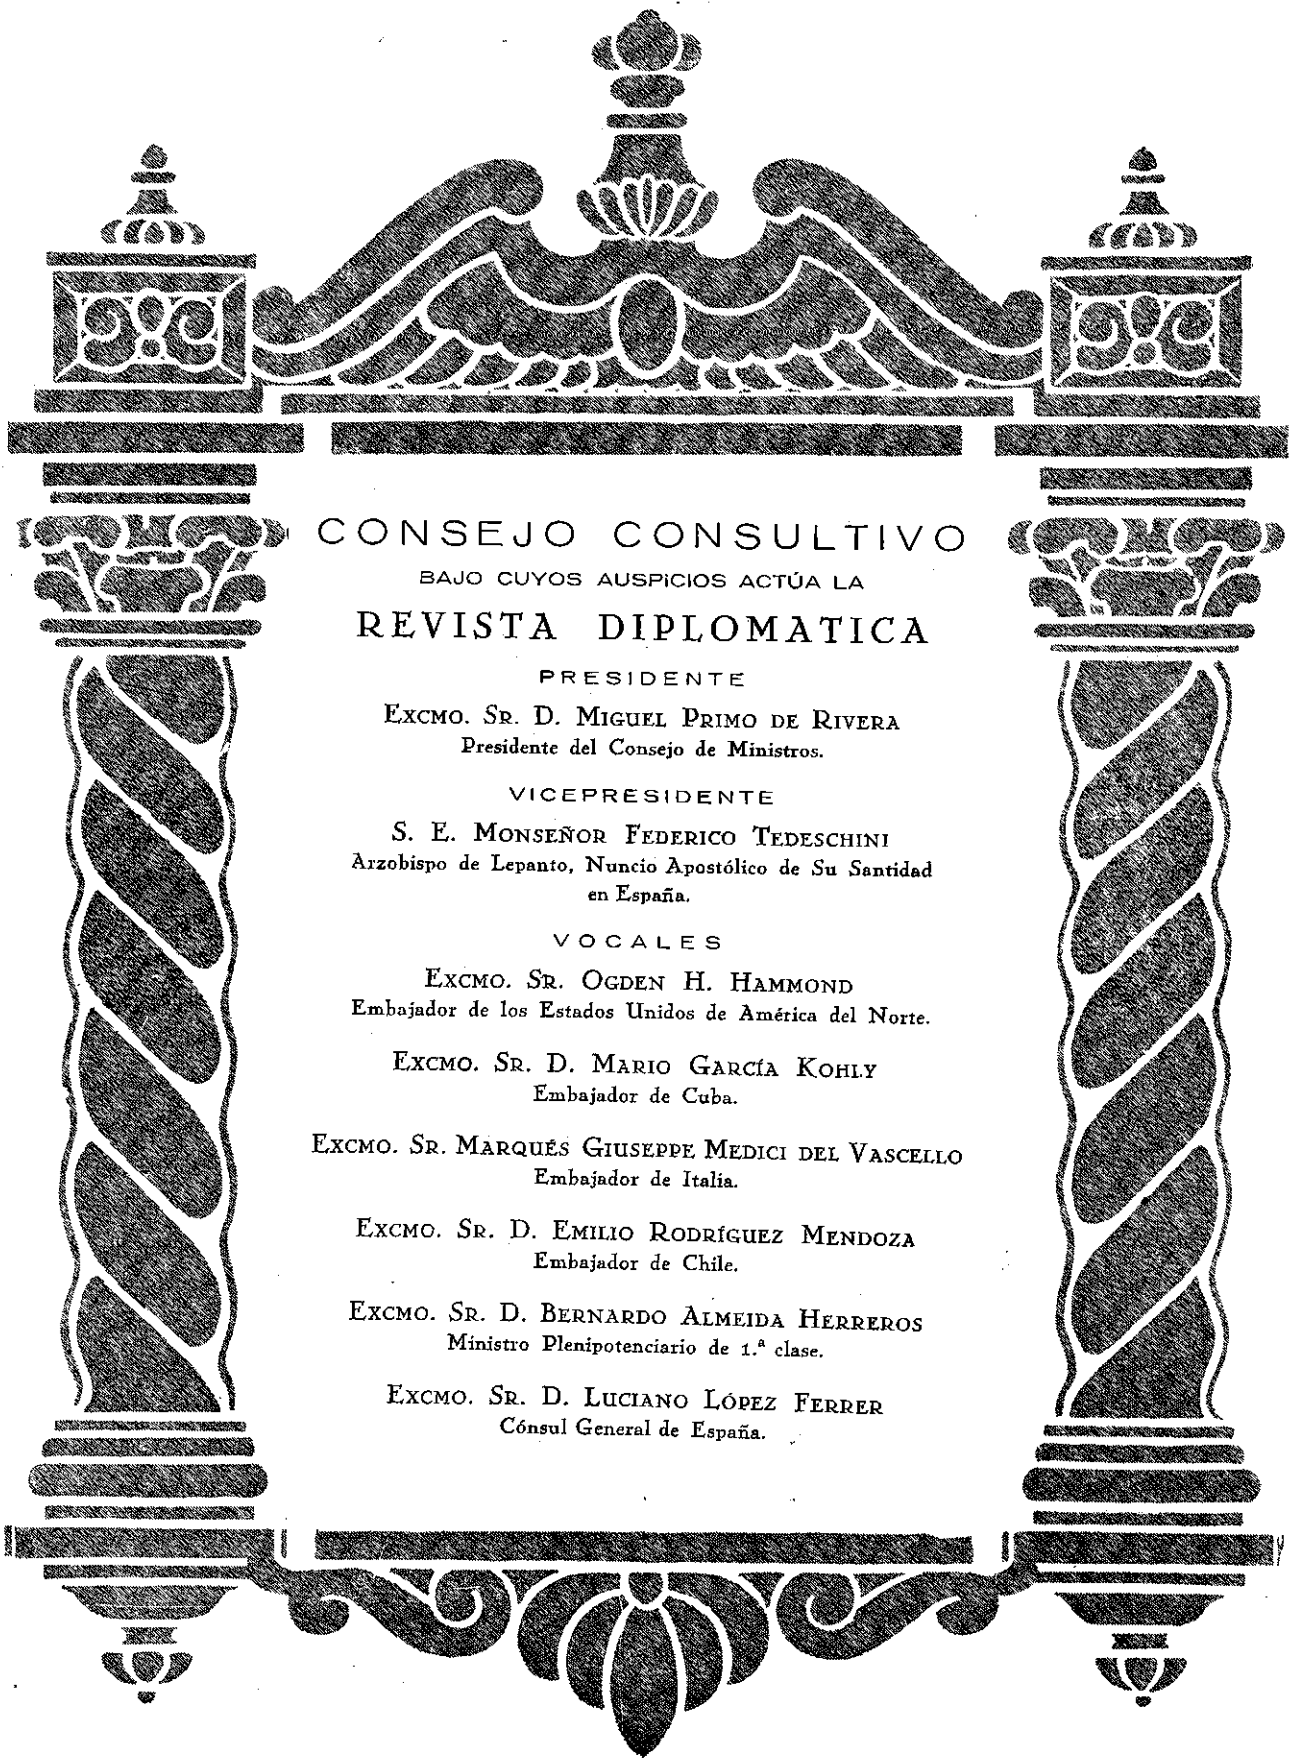 CONSEJO CONSULTIVO
BAJO CUYOS AUSPICIOS ACTÚA LA
REVISTA DIPLOMATICA
PRESIDENTE
EXCMO. SR. D. MIGUEL PRIMO DE RIVERA
Presidente del Consejo de Ministros.
VICEPRESIDENTE
S. E. MONSEÑOR FEDERICO TEDESCHINI
Arzobispo de Lepanto, Nuncio Apostólico de Su Santidad
en España.
VOCALES
EXCMO. SR. OGDEN H. HAMMOND
Embajador de los Estados Unidos de América del Norte.
EXCMO. SR. D. MARIO GARCÍA KOHLY
Embajador de Cuba.
EXCMO. SR. MARQUÉS GIUSEPPE MEDICI DEL VASCELLO
Embajador de Italia.
EXCMO. SR. D. EMILIO RODRÍGUEZ MENDOZA
Embajador de Chile.
EXCMO. SR. D. BERNARDO ALMEIDA HERREROS
Ministro Plenipotenciario de 1.ª clase.
EXCMO. SR. D. LUCIANO LÓPEZ FERRER
Cónsul General de España.